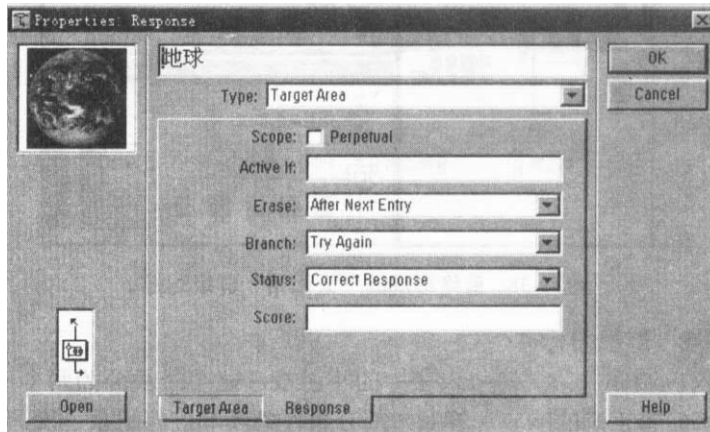 Properties: Response
地球
OK
Type: Target Area
Cancel
Scope: Perpetual
Active If:
Erase: After Next Entry
Branch: Try Again
Status: Correct Response
Score:
Open
Target Area
Response
Help